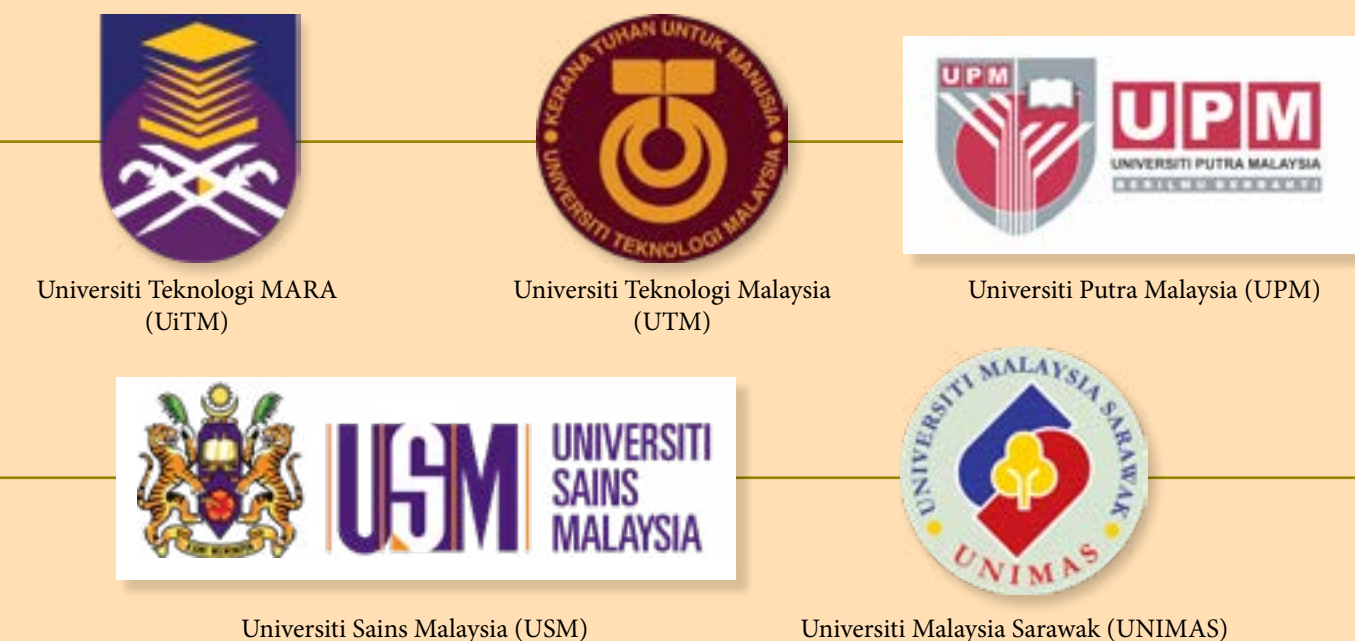 KERANA TUHAN UNTUK MANUSIA
UNIVERSITI TEKNOLOGI MALAYSIA
UPM
UPM
UNIVERSITI PUTRA MALAYSIA
BERILMU BERBAKTI
Universiti Teknologi MARA
(UiTM)
Universiti Teknologi Malaysia
(UTM)
Universiti Putra Malaysia (UPM)
USM
UNIVERSITI
SAINS
MALAYSIA
UNIVERSITI MALAYSIA SARAWAK
UNIMAS
Universiti Sains Malaysia (USM)
Universiti Malaysia Sarawak (UNIMAS)